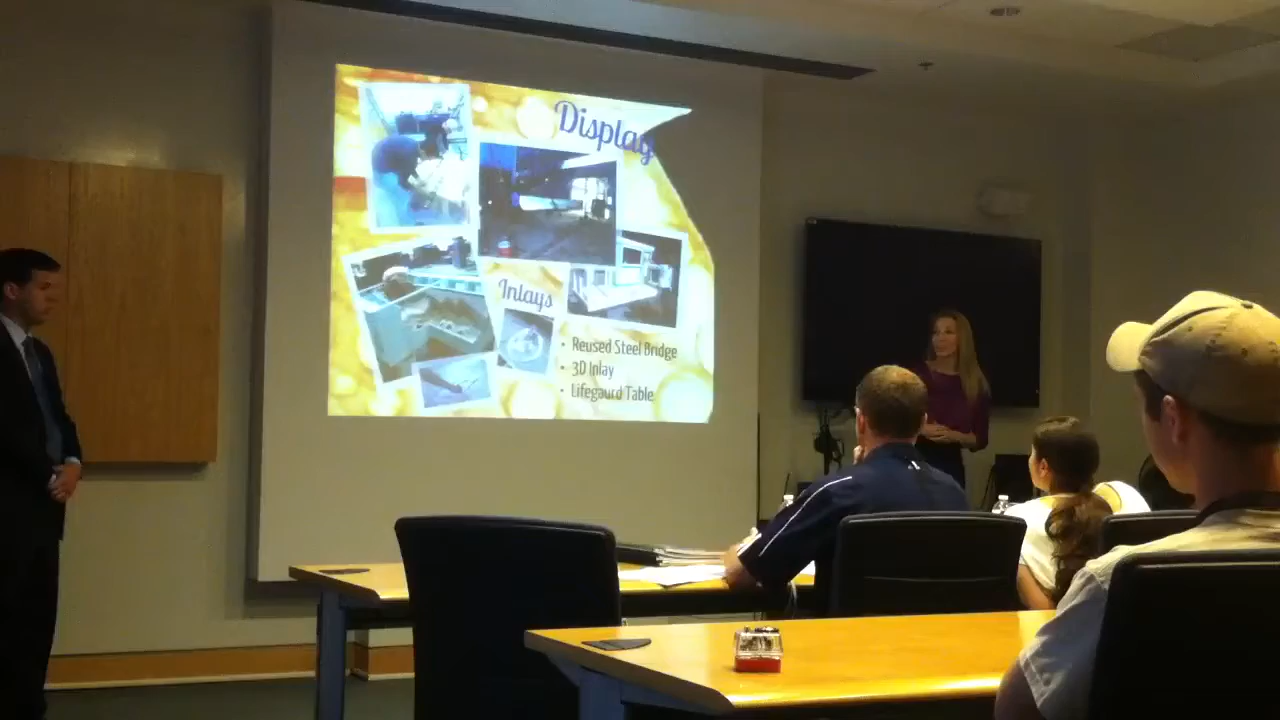 Display
Inlays
• Reused Steel Bridge
• 3D Inlay
• Lifegaurd Table